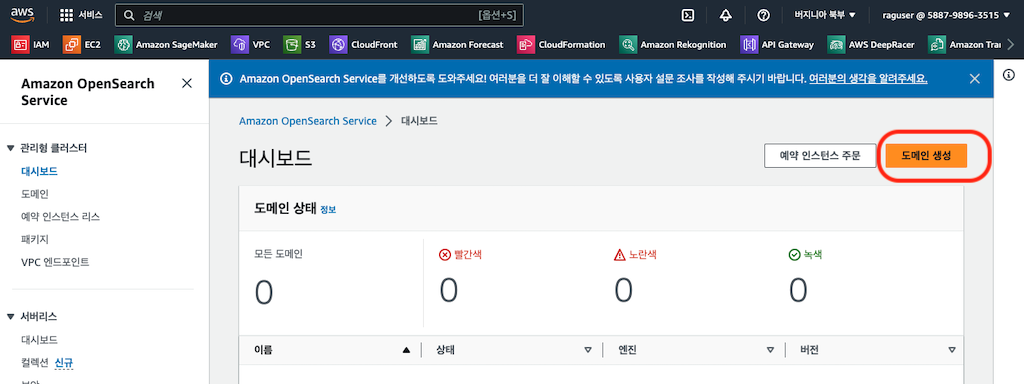 aws
서비스
검색
[옵션+S]
버지니아 북부
raguser @ 5887-9896-3515
IAM
EC2
Amazon SageMaker
VPC
S3
CloudFront
Amazon Forecast
CloudFormation
Amazon Rekognition
API Gateway
AWS DeepRacer
Amazon Tra
Amazon OpenSearch Service
관리형 클러스터
대시보드
도메인
예약 인스턴스 리스
패키지
VPC 엔드포인트
서버리스
대시보드
컬렉션 신규
Amazon OpenSearch Service를 개선하도록 도와주세요! 여러분을 더 잘 이해할 수 있도록 사용자 설문 조사를 작성해 주시기 바랍니다. 여러분의 생각을 알려주세요.
Amazon OpenSearch Service > 대시보드
대시보드
예약 인스턴스 주문
도메인 생성
도메인 상태 정보
모든 도메인
0
빨간색
0
노란색
0
녹색
0
이름
상태
엔진
버전